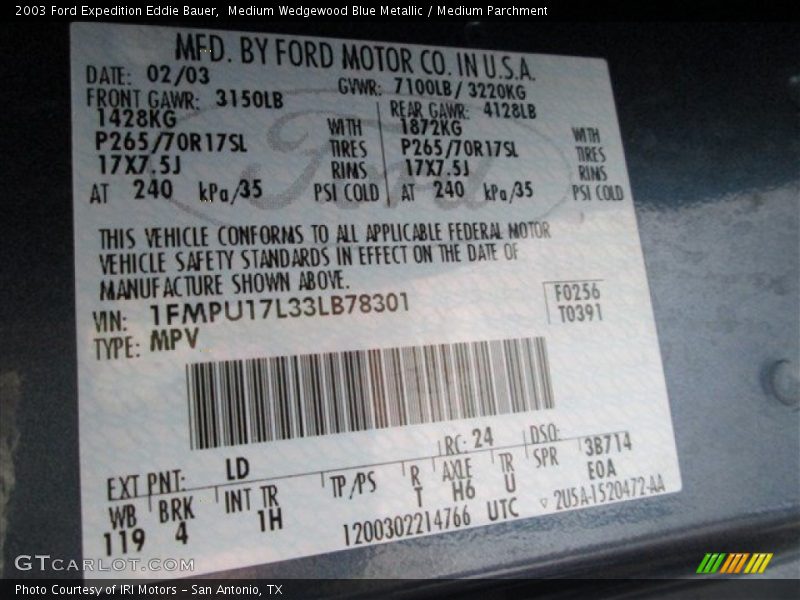 2003 Ford Expedition Eddie Bauer,  Medium Wedgewood Blue Metallic / Medium Parchment
MFD. BY FORD MOTOR CO. IN U.S.A.
DATE: 02/03 GVWR: 7100LB/ 3220KG
FRONT GAWR: 3150LB REAR GAWR: 4128LB
1428KG WITH 1872KG WITH
P265/70R17SL TIRES P265/70R17SL TIRES
17X7.5J RIMS 17X7.5J RIMS
AT 240 kPa/35 PSI COLD AT 240 kPa/35 PSI COLD
Ford
THIS VEHICLE CONFORMS TO ALL APPLICABLE FEDERAL MOTOR
VEHICLE SAFETY STANDARDS IN EFFECT ON THE DATE OF
MANUFACTURE SHOWN ABOVE.
VIN: 1FMPU17L33LB78301 F0256
TYPE: MPV T0391
EXT PNT: LD RC: 24 DSO: 3B714
WB BRK INT TR TP/PS R AXLE TR SPR EOA
119 4 1H T H6 U
1200302214766 UTC ▽ 2U5A-1520472-AA
GTCARLOT.COM
Photo Courtesy of IRI Motors – San Antonio, TX